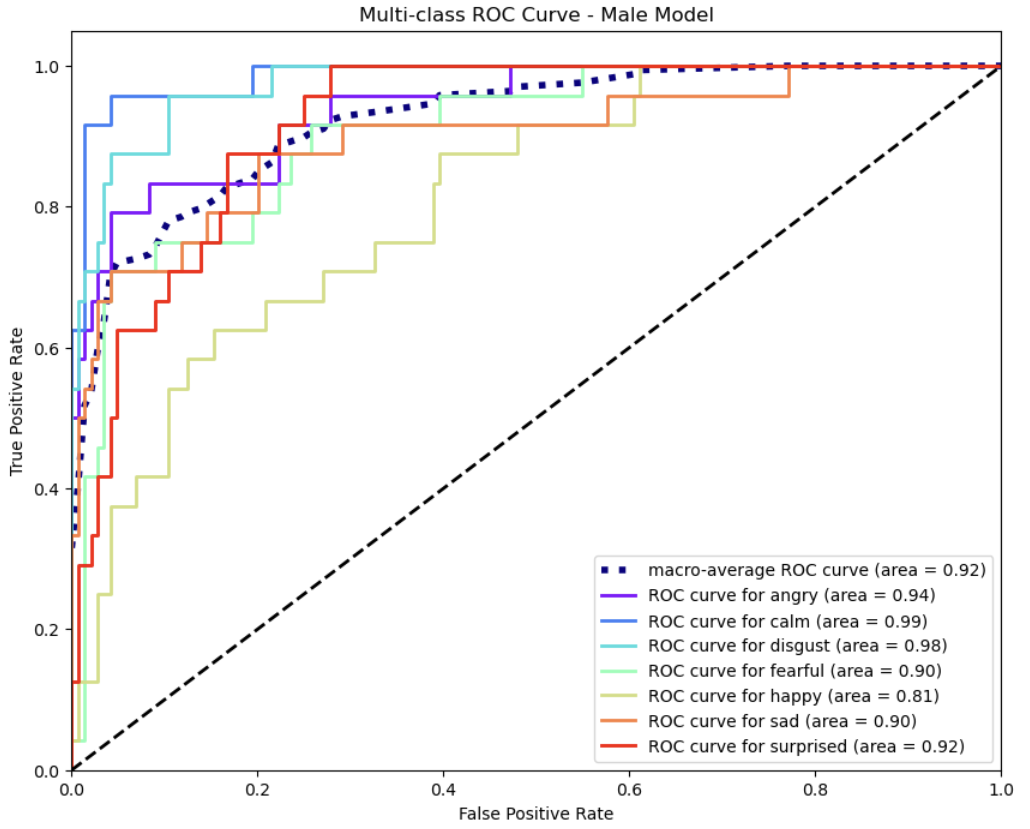 Multi-class ROC Curve - Male Model
1.0
0.8
0.6
0.4
0.2
0.0
True Positive Rate
0.0 0.2 0.4 0.6 0.8 1.0
False Positive Rate
macro-average ROC curve (area = 0.92)
ROC curve for angry (area = 0.94)
ROC curve for calm (area = 0.99)
ROC curve for disgust (area = 0.98)
ROC curve for fearful (area = 0.90)
ROC curve for happy (area = 0.81)
ROC curve for sad (area = 0.90)
ROC curve for surprised (area = 0.92)